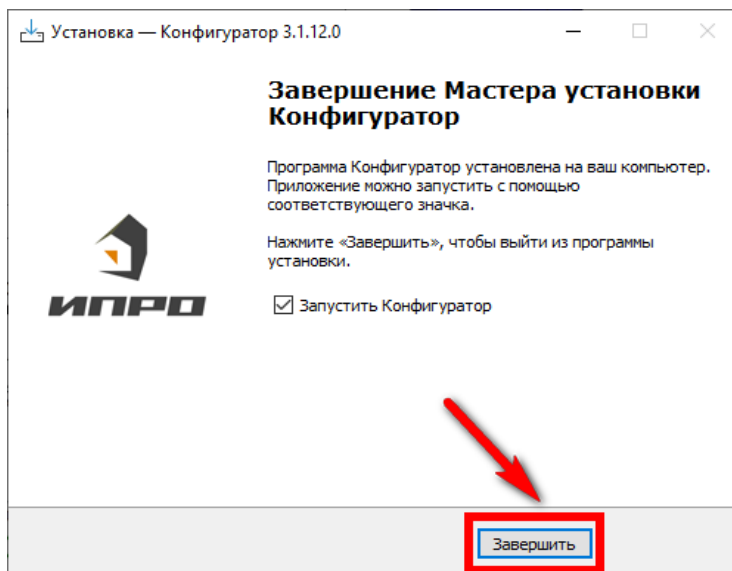 Установка — Конфигуратор 3.1.12.0
Завершение Мастера установки
Конфигуратор
Программа Конфигуратор установлена на ваш компьютер.
Приложение можно запустить с помощью
соответствующего значка.
Нажмите «Завершить», чтобы выйти из программы
установки.
ИПРО
Запустить Конфигуратор
Завершить